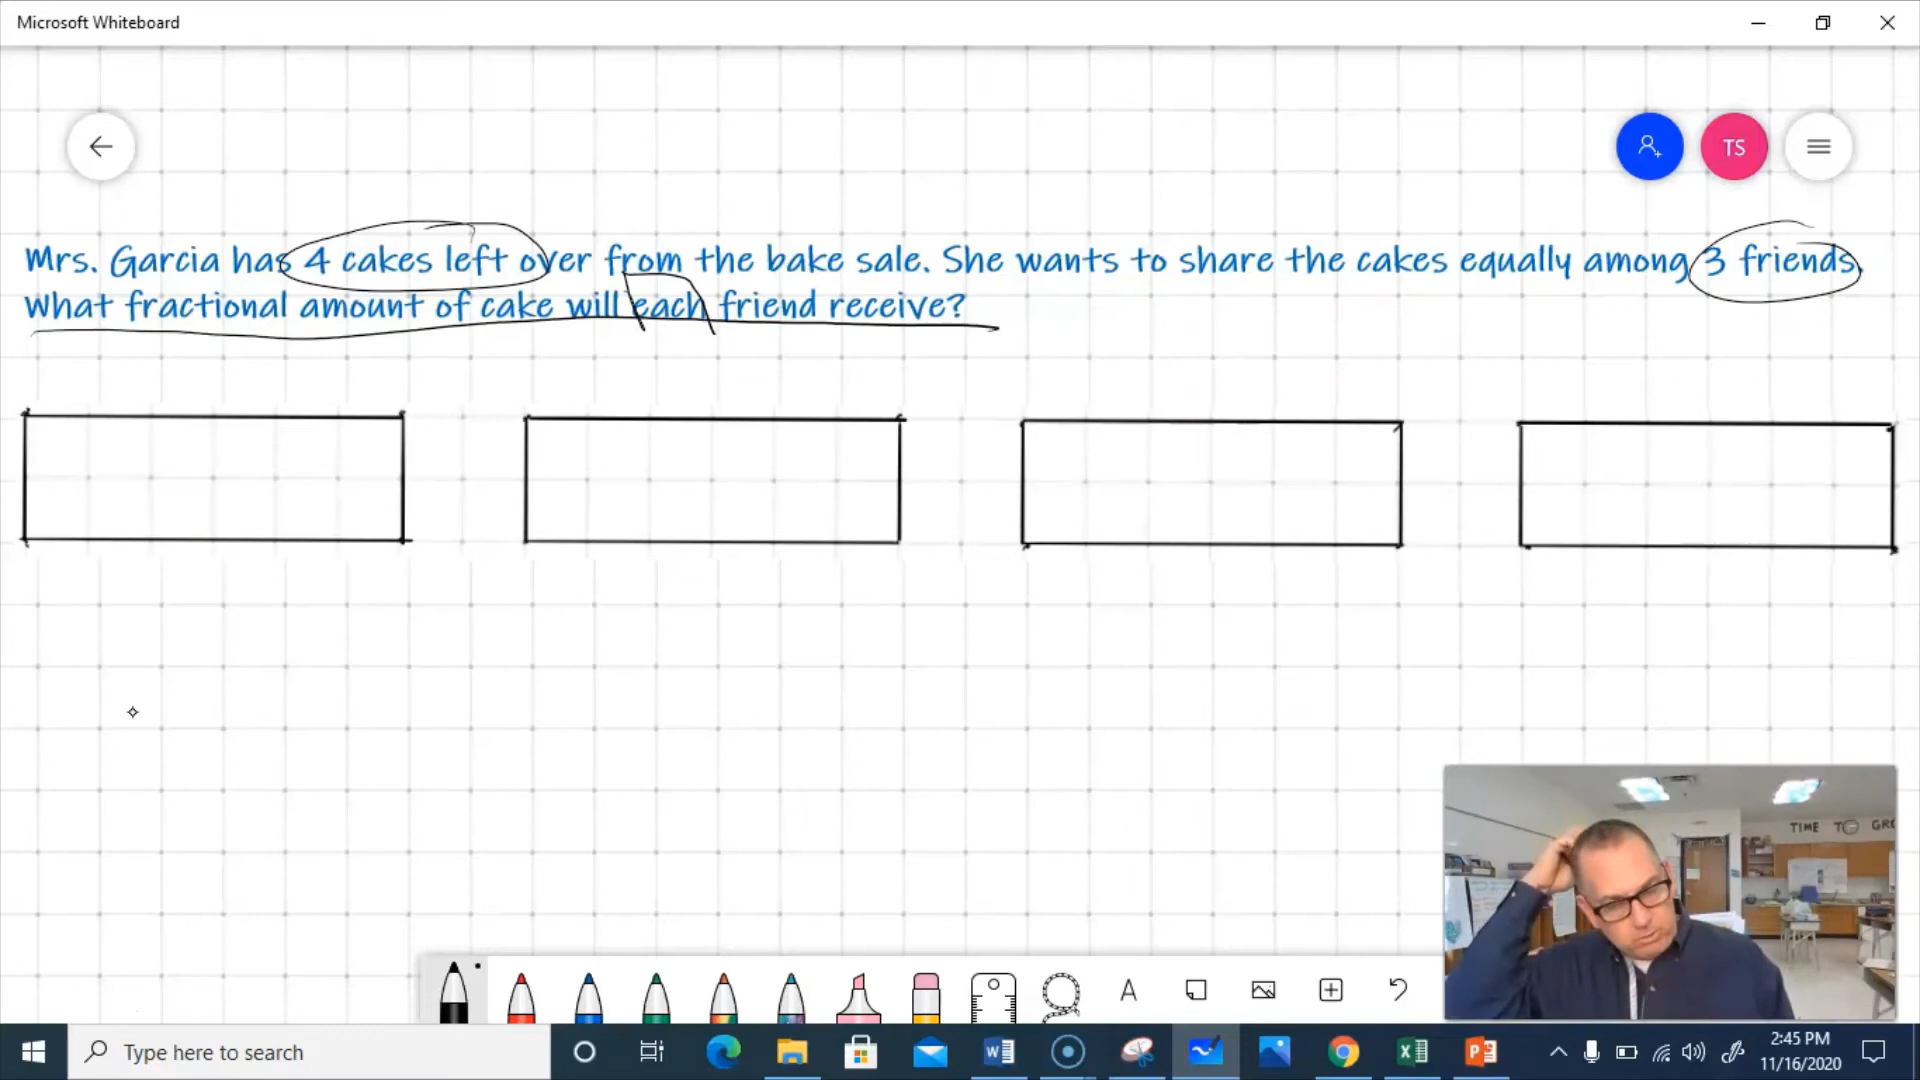 Microsoft Whiteboard
TS
Mrs. Garcia has 4 cakes left over from the bake sale. She wants to share the cakes equally among 3 friends.
What fractional amount of cake will each friend receive?
TIME TO GRO
A
Type here to search
2:45 PM
11/16/2020